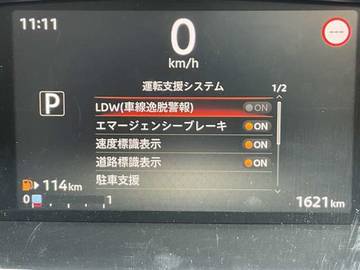 11:11
0
km/h
運転支援システム 1/2
P
LDW(車線逸脱警報) ON
エマージェンシーブレーキ ON
速度標識表示 ON
道路標識表示 ON
駐車支援
114km
0 1
1621km